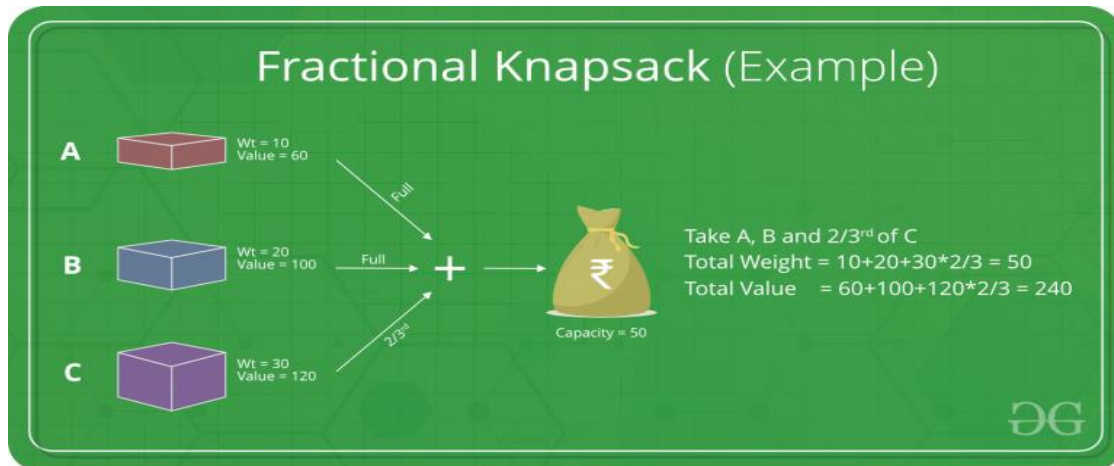 Fractional Knapsack (Example)
A
Wt = 10
Value = 60
Full
B
Wt = 20
Value = 100
Full
+
₹
Capacity = 50
C
Wt = 30
Value = 120
2/3rd
Take A, B and 2/3rd of C
Total Weight = 10+20+30*2/3 = 50
Total Value = 60+100+120*2/3 = 240